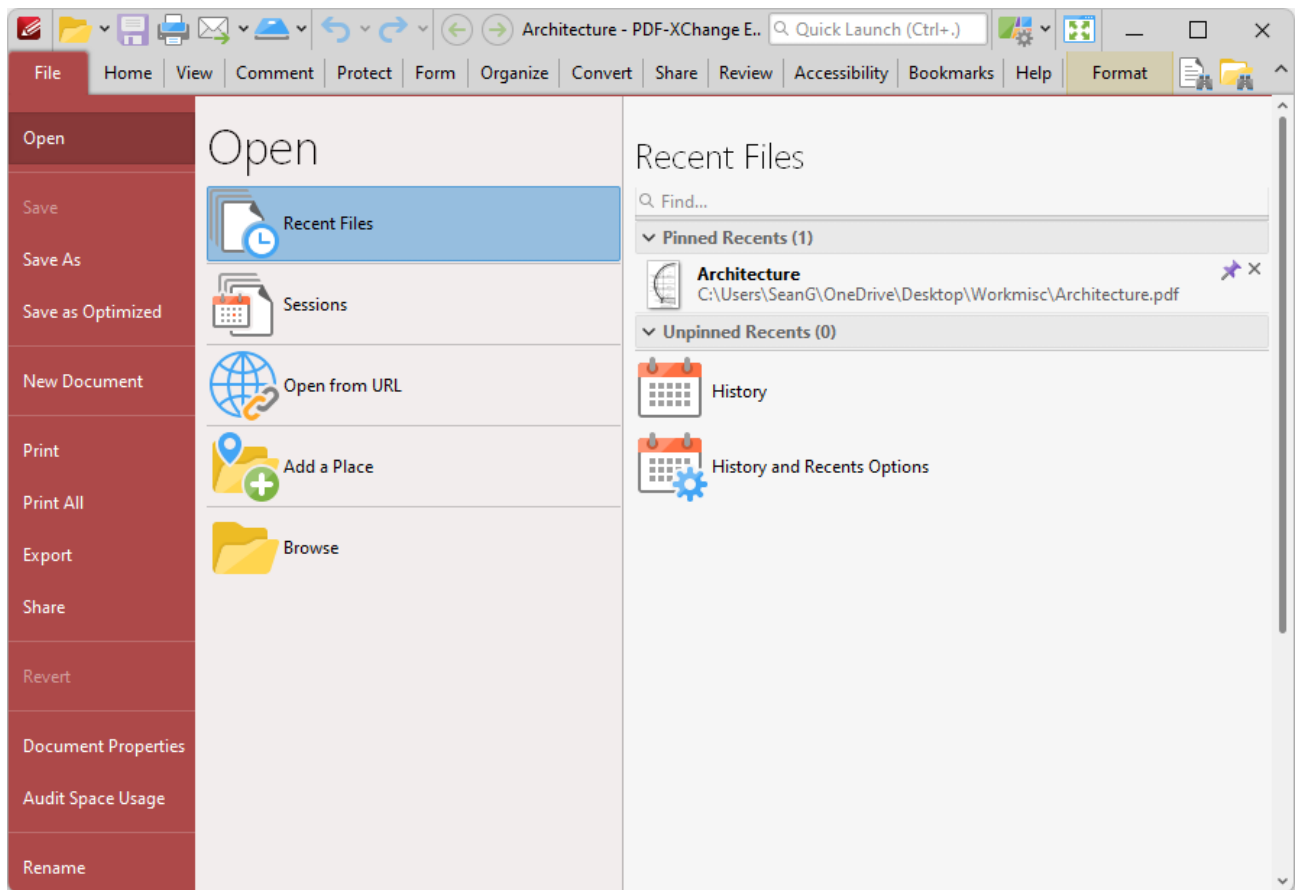 Architecture - PDF-XChange E..
Quick Launch (Ctrl+.)
File Home View Comment Protect Form Organize Convert Share Review Accessibility Bookmarks Help Format
Open
Save
Save As
Save as Optimized
New Document
Print
Print All
Export
Share
Revert
Document Properties
Audit Space Usage
Rename
Open
Recent Files
Sessions
Open from URL
Add a Place
Browse
Recent Files
Find...
Pinned Recents (1)
Architecture
C:\Users\SeanG\OneDrive\Desktop\Workmisc\Architecture.pdf
Unpinned Recents (0)
History
History and Recents Options